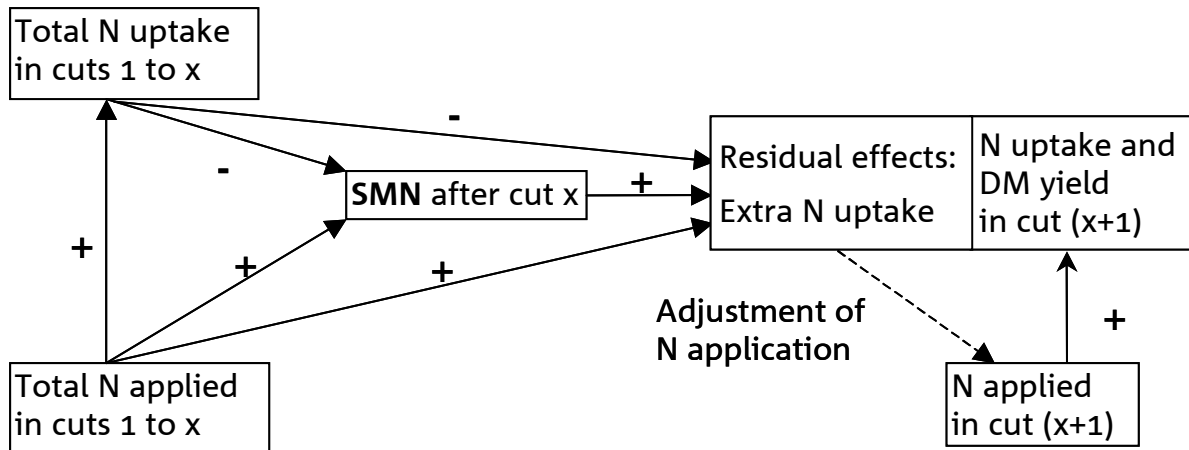 Total N uptake
in cuts 1 to x
-
-
SMN after cut x
+
Residual effects:
Extra N uptake
N uptake and
DM yield
in cut (x+1)
+
+
+
Adjustment of
N application
+
Total N applied
in cuts 1 to x
N applied
in cut (x+1)